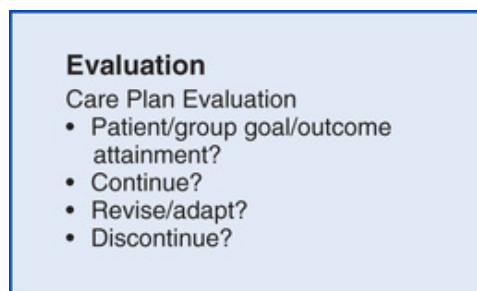 Evaluation
Care Plan Evaluation
• Patient/group goal/outcome
attainment?
• Continue?
• Revise/adapt?
• Discontinue?